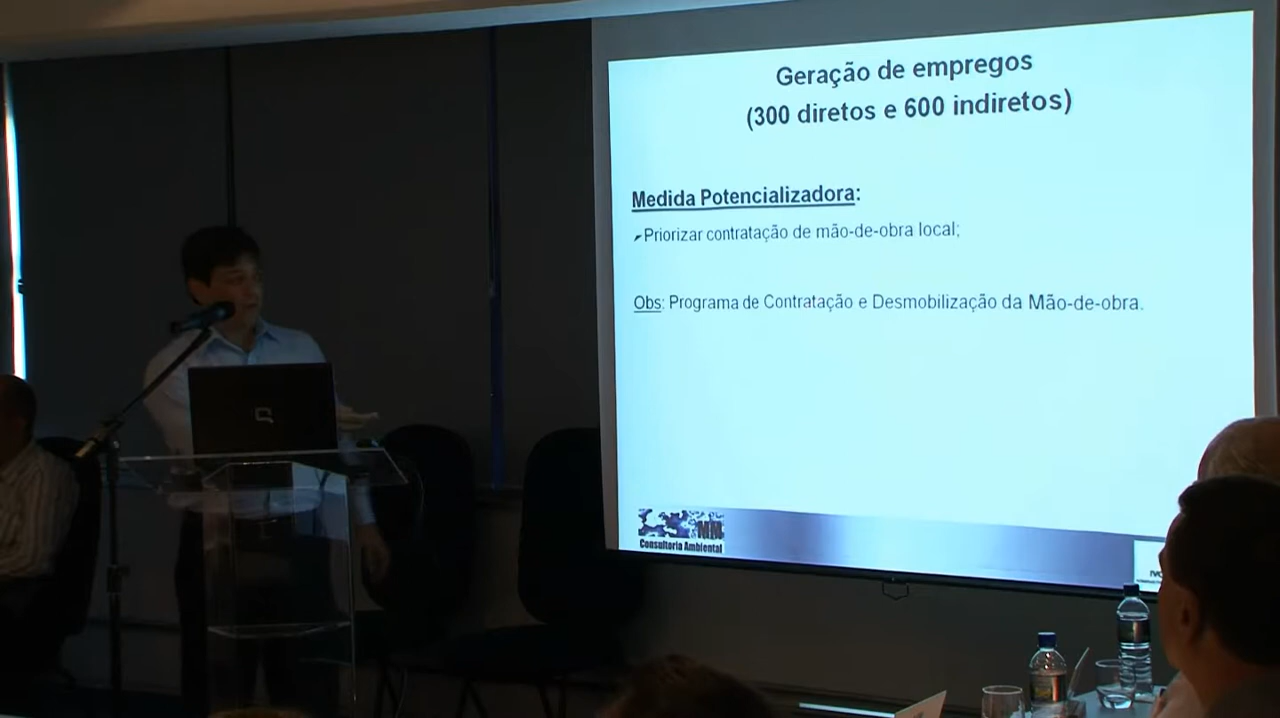 Geração de empregos
(300 diretos e 600 indiretos)
Medida Potencializadora:
Priorizar contratação de mão-de-obra local;
Obs: Programa de Contratação e Desmobilização da Mão-de-obra.
MM
Consultoria Ambiental